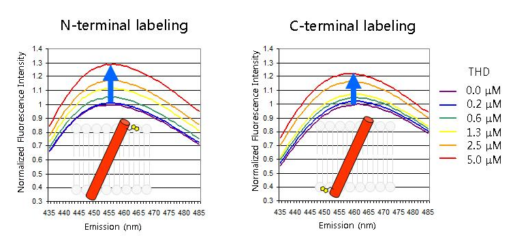 N-terminal labeling
C-terminal labeling
Normalized Fluorescence Intensity
1.4
1.3
1.2
1.1
1
0.9
0.8
0.7
0.6
0.5
0.4
0.3
435 440 445 450 455 460 465 470 475 480 485
Emission (nm)
Normalized Fluorescence Intensity
1.4
1.3
1.2
1.1
1
0.9
0.8
0.7
0.6
0.5
0.4
0.3
435 440 445 450 455 460 465 470 475 480 485
Emission (nm)
THD
0.0 μM
0.2 μM
0.6 μM
1.3 μM
2.5 μM
5.0 μM